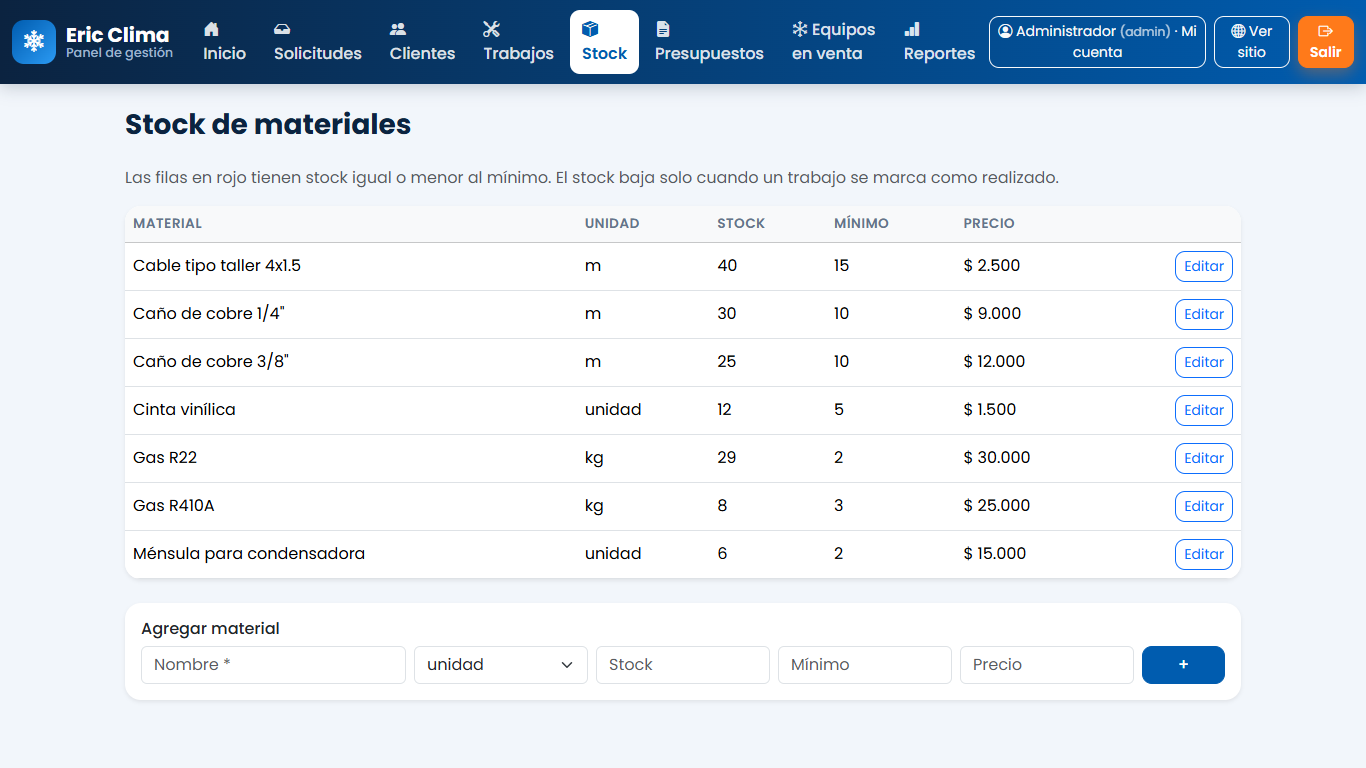 Eric Clima
Panel de gestión
Inicio
Solicitudes
Clientes
Trabajos
Stock
Presupuestos
Equipos
en venta
Reportes
Administrador (admin) · Mi
cuenta
Ver
sitio
Salir
Stock de materiales
Las filas en rojo tienen stock igual o menor al mínimo. El stock baja solo cuando un trabajo se marca como realizado.
MATERIAL UNIDAD STOCK MÍNIMO PRECIO
Cable tipo taller 4x1.5 m 40 15 $ 2.500 Editar
Caño de cobre 1/4" m 30 10 $ 9.000 Editar
Caño de cobre 3/8" m 25 10 $ 12.000 Editar
Cinta vinílica unidad 12 5 $ 1.500 Editar
Gas R22 kg 29 2 $ 30.000 Editar
Gas R410A kg 8 3 $ 25.000 Editar
Ménsula para condensadora unidad 6 2 $ 15.000 Editar
Agregar material
Nombre * unidad Stock Mínimo Precio +